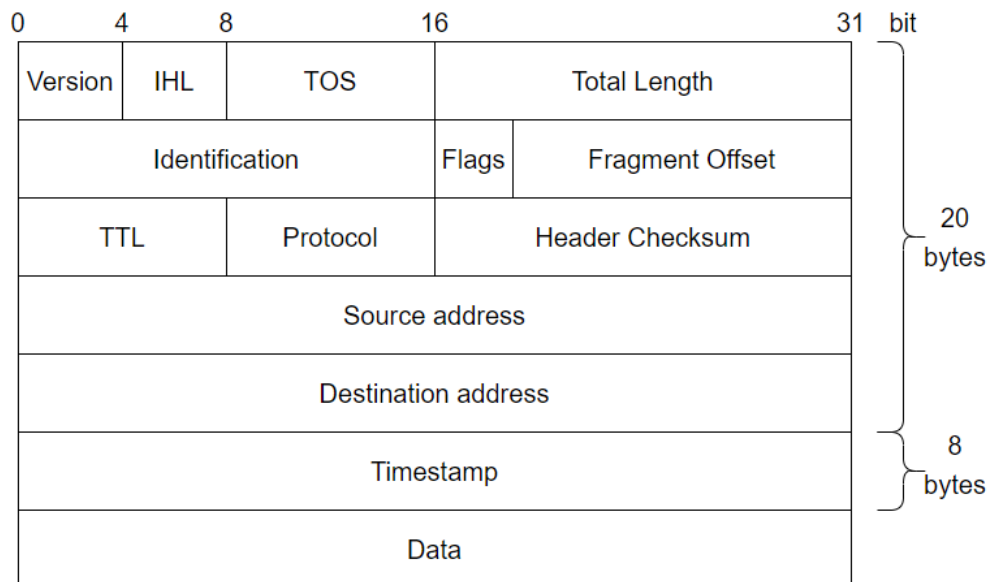 0 4 8 16 31 bit
Version IHL TOS Total Length
Identification Flags Fragment Offset
TTL Protocol Header Checksum
20
bytes
Source address
Destination address
8
Timestamp
bytes
Data